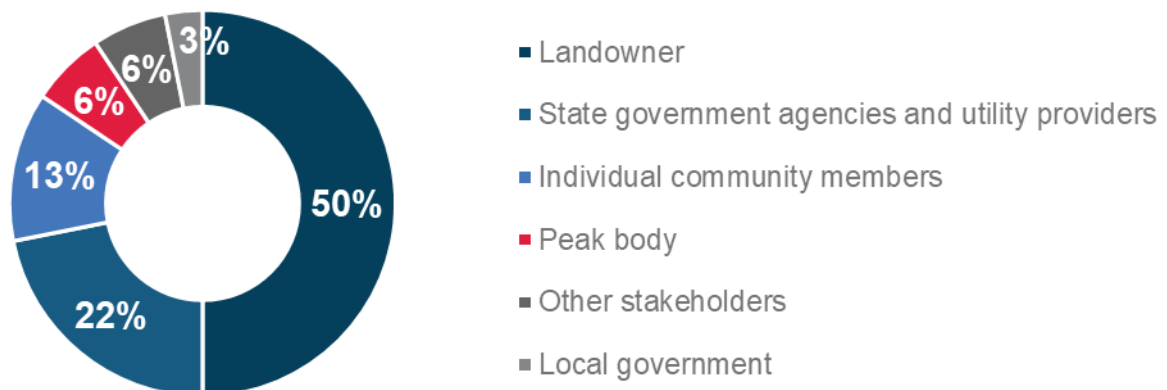 3%
6%
6%
13%
50%
22%
Landowner
State government agencies and utility providers
Individual community members
Peak body
Other stakeholders
Local government